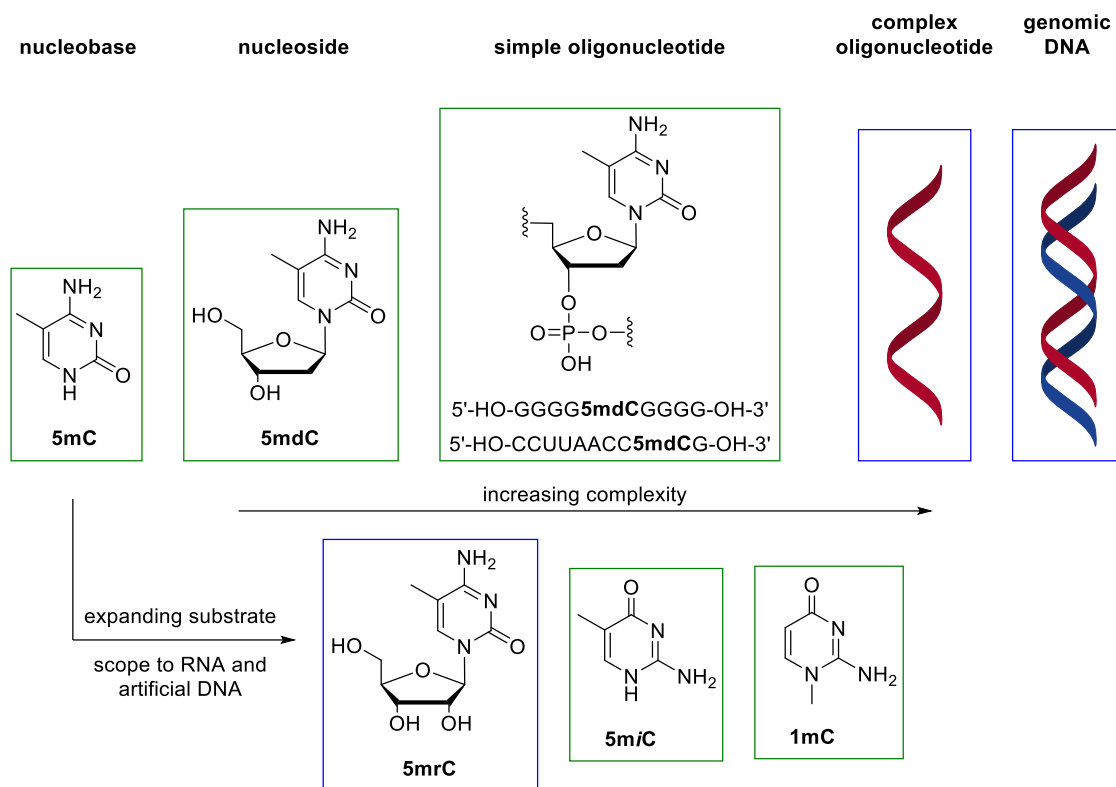 nucleobase
nucleoside
simple oligonucleotide
complex
oligonucleotide
genomic
DNA
NH2
N
N
H
O
5mC
NH2
N
N
O
HO
O
OH
5mdC
NH2
N
N
O
O
O
O=P–O
OH
5'-HO-GGGG5mdCGGGG-OH-3'
5'-HO-CCUUAACC5mdCG-OH-3'
increasing complexity
expanding substrate
scope to RNA and
artificial DNA
NH2
N
N
O
HO
O
OH OH
5mrC
O
N
N
H
NH2
5miC
O
N
N
NH2
1mC